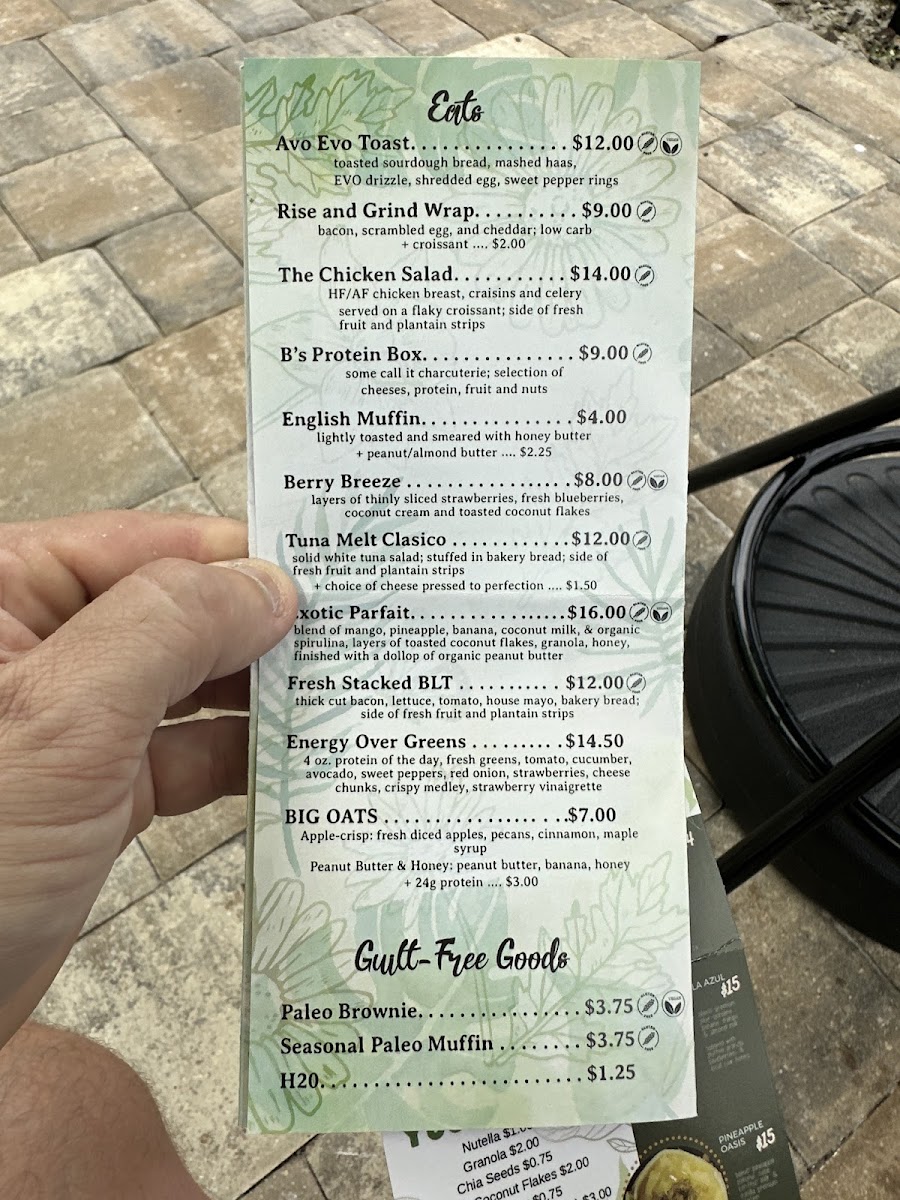 Eats
Avo Evo Toast............... $12.00
toasted sourdough bread, mashed haas,
EVO drizzle, shredded egg, sweet pepper rings
Rise and Grind Wrap.......... $9.00
bacon, scrambled egg, and cheddar; low carb
+ croissant .... $2.00
The Chicken Salad........... $14.00
HF/AF chicken breast, craisins and celery
served on a flaky croissant; side of fresh
fruit and plantain strips
B's Protein Box............... $9.00
some call it charcuterie; selection of
cheeses, protein, fruit and nuts
English Muffin............... $4.00
lightly toasted and smeared with honey butter
+ peanut/almond butter .... $2.25
Berry Breeze ................ $8.00
layers of thinly sliced strawberries, fresh blueberries,
coconut cream and toasted coconut flakes
Tuna Melt Clasico ............ $12.00
solid white tuna salad; stuffed in bakery bread; side of
fresh fruit and plantain strips
+ choice of cheese pressed to perfection .... $1.50
xotic Parfait.................. $16.00
blend of mango, pineapple, banana, coconut milk, & organic
spirulina, layers of toasted coconut flakes, granola, honey,
finished with a dollop of organic peanut butter
Fresh Stacked BLT ........... $12.00
thick cut bacon, lettuce, tomato, house mayo, bakery bread;
side of fresh fruit and plantain strips
Energy Over Greens .......... $14.50
4 oz. protein of the day, fresh greens, tomato, cucumber,
avocado, sweet peppers, red onion, strawberries, cheese
chunks, crispy medley, strawberry vinaigrette
BIG OATS ................... $7.00
Apple-crisp: fresh diced apples, pecans, cinnamon, maple
syrup
Peanut Butter & Honey: peanut butter, banana, honey
+ 24g protein .... $3.00
Guilt-Free Goods
Paleo Brownie................. $3.75
Seasonal Paleo Muffin ........ $3.75
H20.......................... $1.25
LA AZUL
$15
PINEAPPLE
OASIS $15
Nutella
Granola $2.00
Chia Seeds $0.75
Coconut Flakes $2.00
$0.75
$3.00